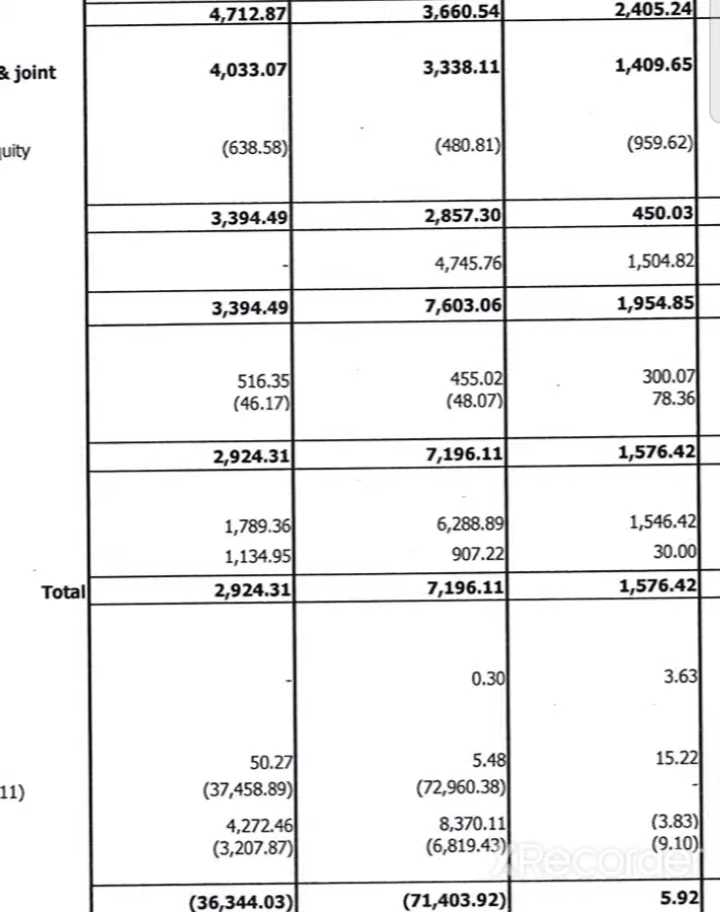 4,712.87 3,660.54 2,405.24
& joint 4,033.07 3,338.11 1,409.65
quity (638.58) (480.81) (959.62)
3,394.49 2,857.30 450.03
- 4,745.76 1,504.82
3,394.49 7,603.06 1,954.85
516.35 455.02 300.07
(46.17) (48.07) 78.36
2,924.31 7,196.11 1,576.42
1,789.36 6,288.89 1,546.42
1,134.95 907.22 30.00
Total 2,924.31 7,196.11 1,576.42
- 0.30 3.63
50.27 5.48 15.22
11) (37,458.89) (72,960.38) -
4,272.46 8,370.11 (3.83)
(3,207.87) (6,819.43) (9.10)
XRecorder
(36,344.03) (71,403.92) 5.92